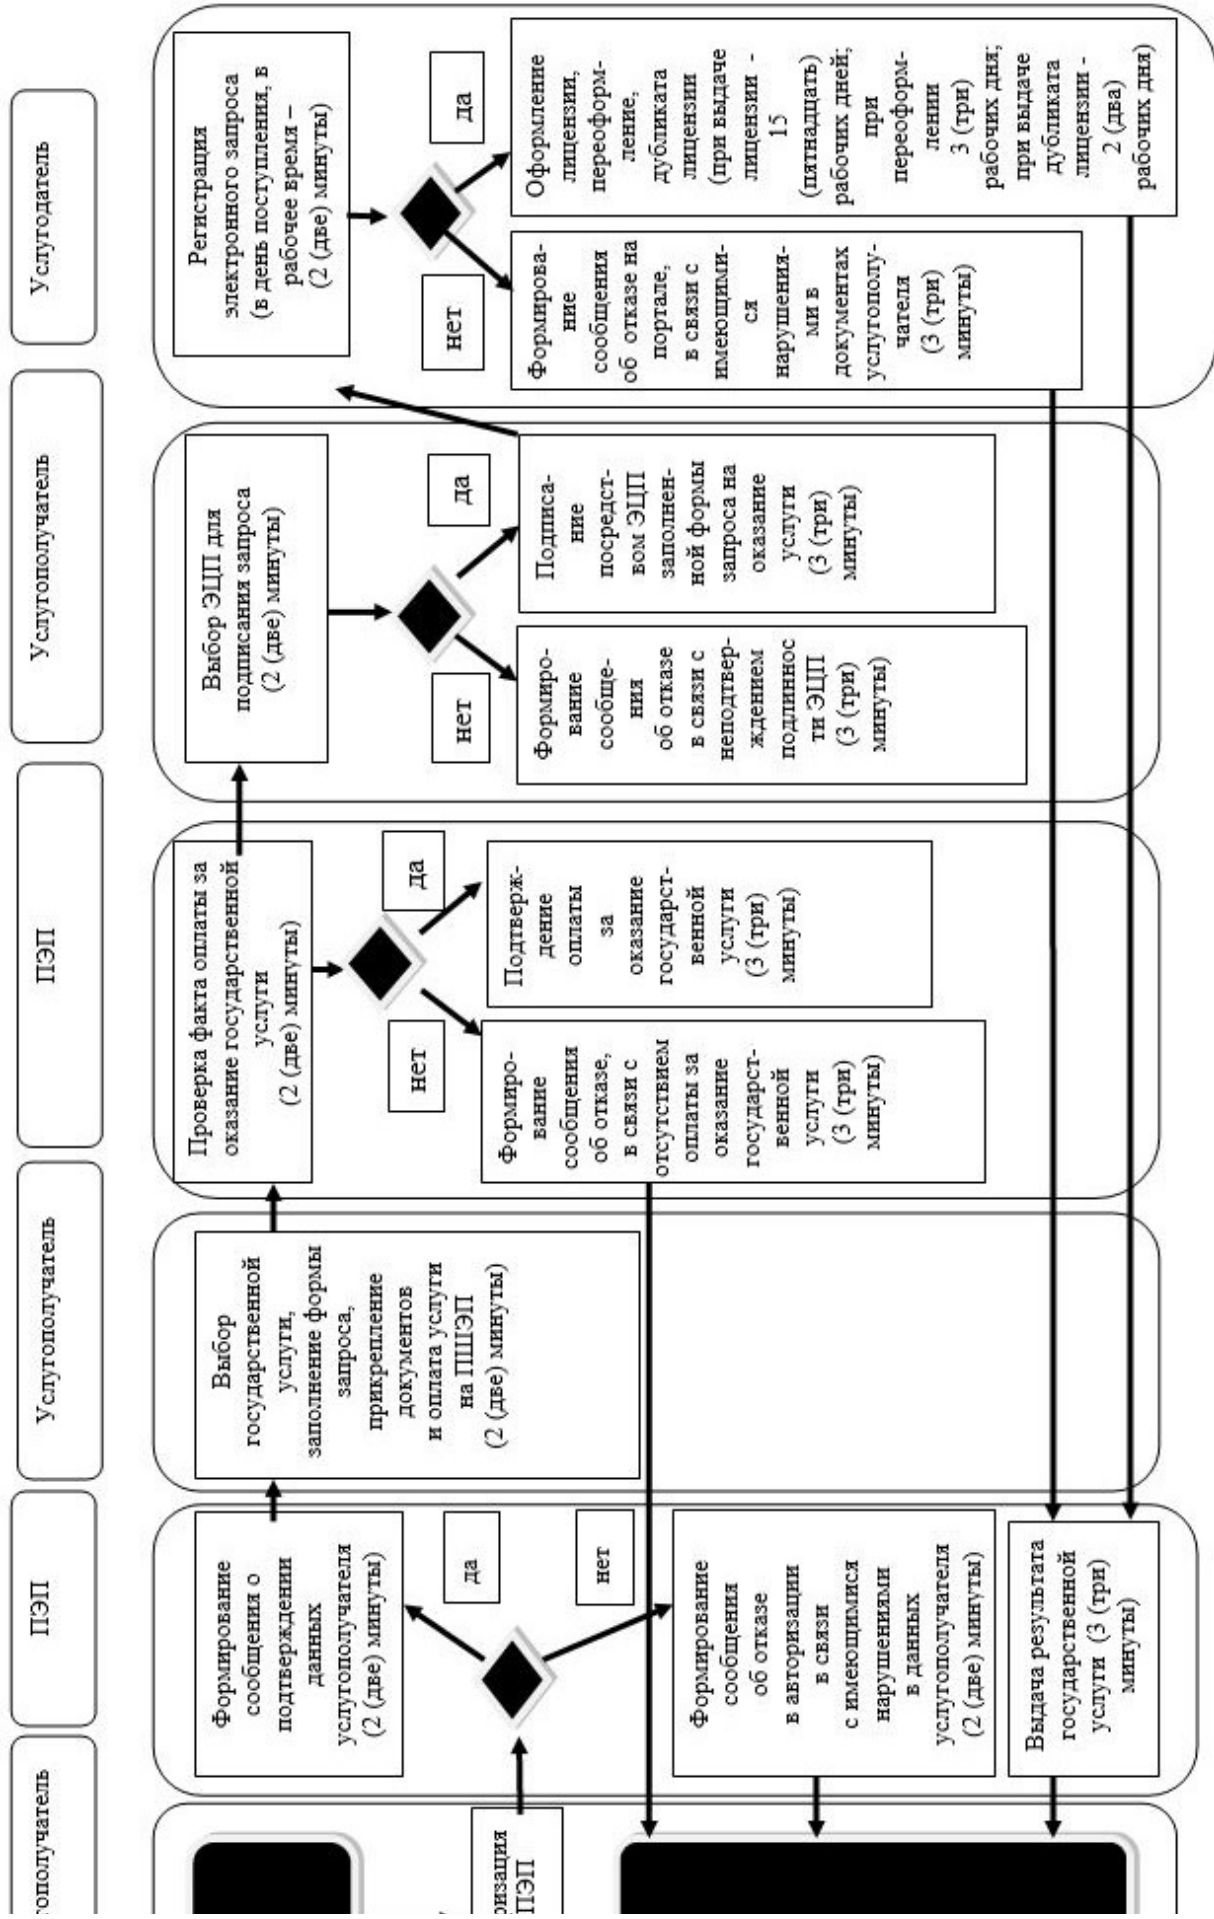 ополучатель
ПЭП
Услугополучатель
ПЭП
Услугополучатель
Услугодатель
ризация
ПЭП
Формирование
сообщения о
подтверждении
данных
услугополучателя
(2 (две) минуты)
да
нет
Формирование
сообщения
об отказе
в авторизации
в связи
с имеющимися
нарушениями
в данных
услугополучателя
(2 (две) минуты)
Выдача результата
государственной
услуги (3 (три)
минуты)
Выбор
государственной
услуги,
заполнение формы
запроса,
прикрепление
документов
и оплата услуги
на ПШЭП
(2 (две) минуты)
Проверка факта оплаты за
оказание государственной
услуги
(2 (две) минуты)
нет
да
Формиро-
вание
сообщения
об отказе,
в связи с
отсутствием
оплаты за
оказание
государст-
венной
услуги
(3 (три)
минуты)
Подтверж-
дение
оплаты
за
оказание
государст-
венной
услуги
(3 (три)
минуты)
Выбор ЭЦП для
подписания запроса
(2 (две) минуты)
нет
да
Формиро-
вание
сообще-
ния
об отказе
в связи с
неподтвер-
ждением
подлиннос
ти ЭЦП
(3 (три)
минуты)
Подписа-
ние
посредст-
вом ЭЦП
заполнен-
ной формы
запроса на
оказание
услуги
(3 (три)
минуты)
Регистрация
электронного запроса
(в день поступления, в
рабочее время –
(2 (две) минуты)
нет
да
Формирова-
ние
сообщения
об отказе на
портале,
в связи с
имеющими-
ся
нарушения-
ми в
документах
услугополу-
чателя
(3 (три)
минуты)
Оформление
лицензии,
переоформ-
ление,
дубликата
лицензии
(при выдаче
лицензии -
15
(пятнадцать)
рабочих дней;
при
переоформ-
лении
3 (три)
рабочих дня;
при выдаче
дубликата
лицензии -
2 (два)
рабочих дня)